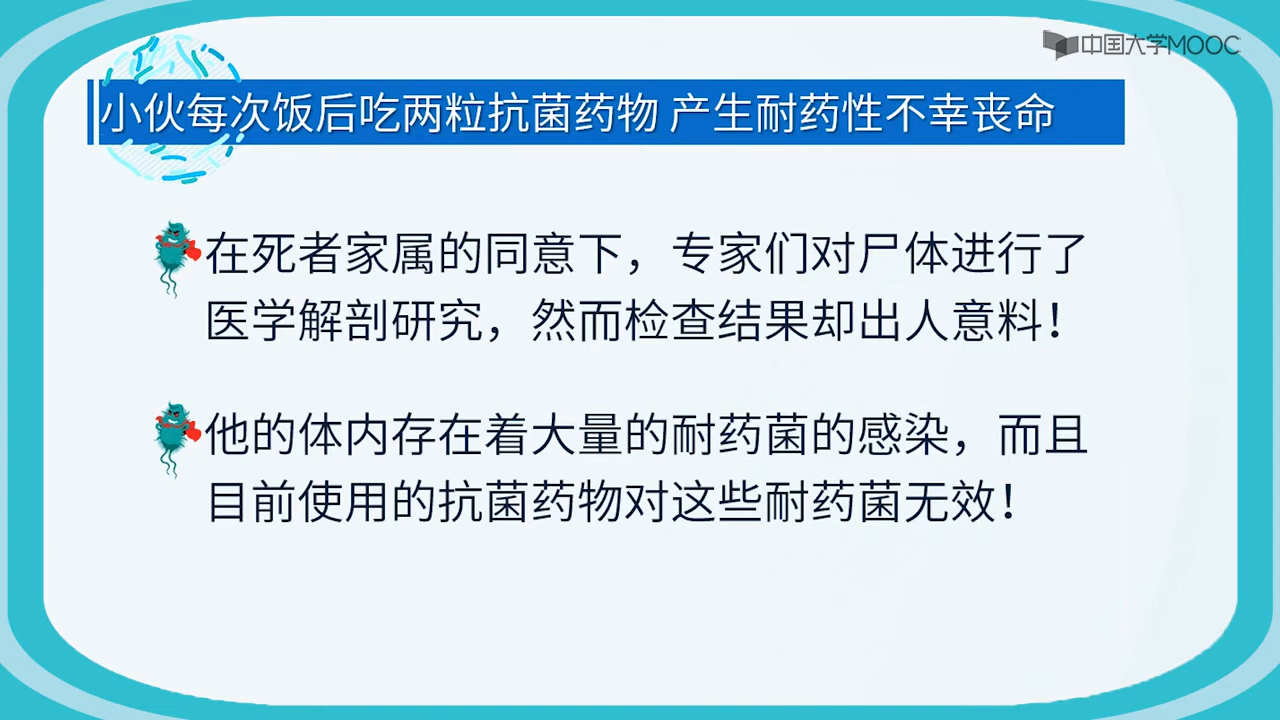 中国大学MOOC
小伙每次饭后吃两粒抗菌药物 产生耐药性不幸丧命
在死者家属的同意下，专家们对尸体进行了
医学解剖研究，然而检查结果却出人意料！
他的体内存在着大量的耐药菌的感染，而且
目前使用的抗菌药物对这些耐药菌无效！